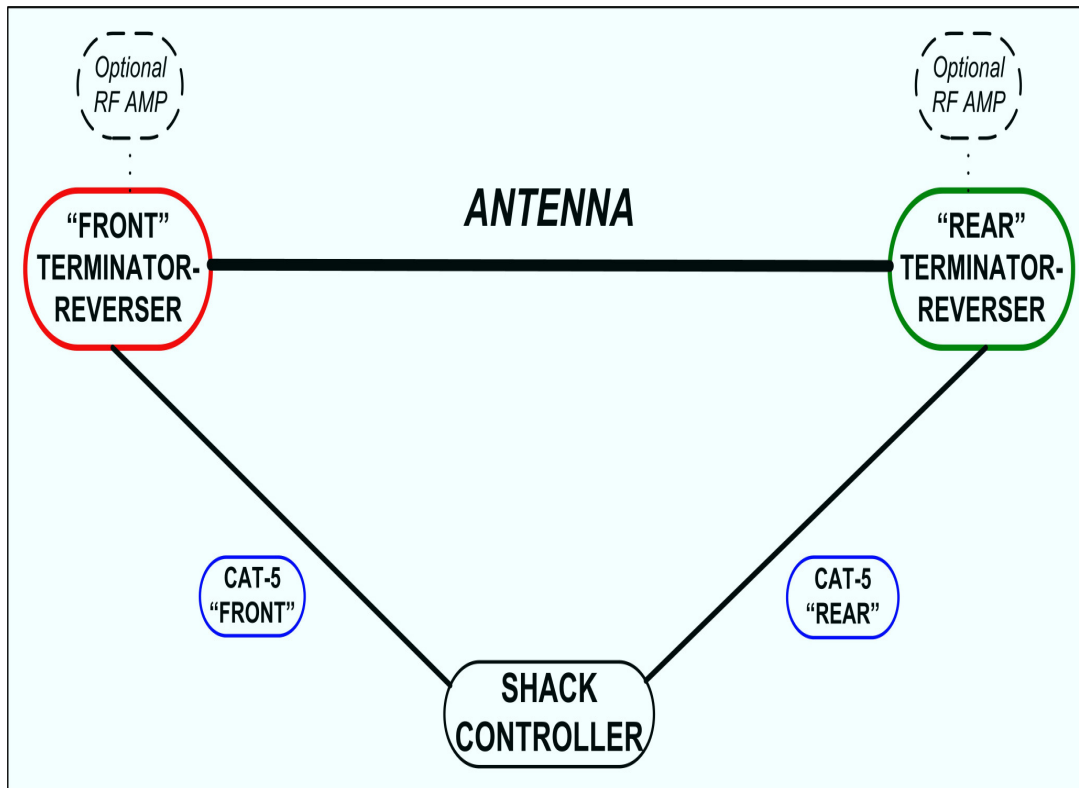 Optional
RF AMP
Optional
RF AMP
ANTENNA
“FRONT”
TERMINATOR-
REVERSER
“REAR”
TERMINATOR-
REVERSER
CAT-5
“FRONT”
CAT-5
“REAR”
SHACK
CONTROLLER